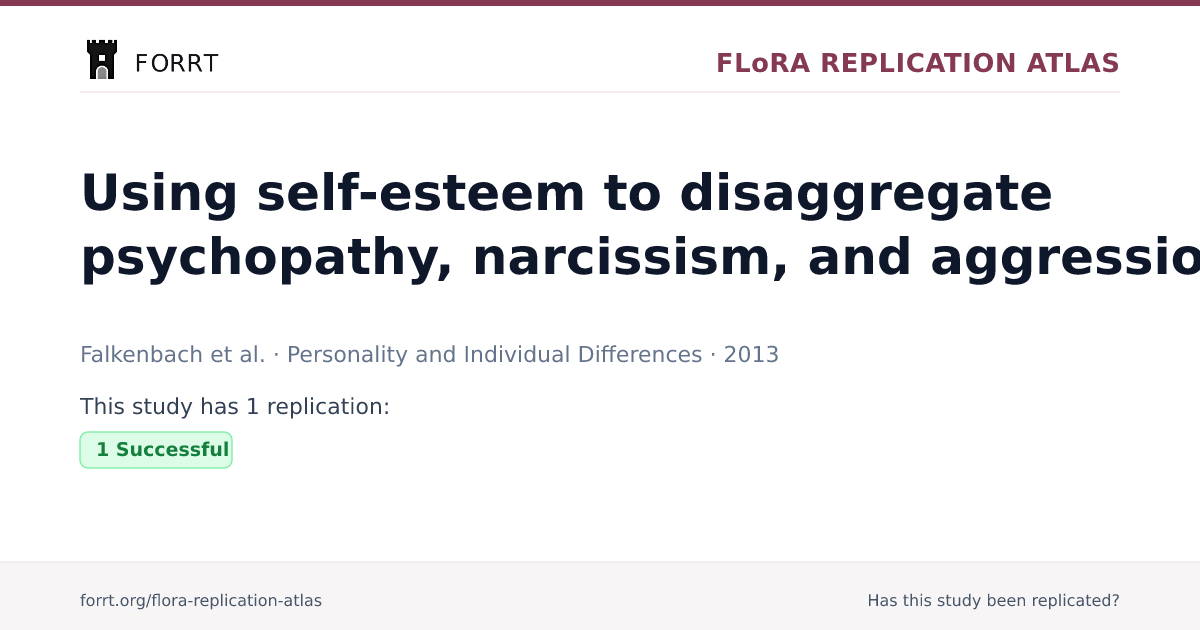 FORRT
FLoRA REPLICATION ATLAS
Using self-esteem to disaggregate
psychopathy, narcissism, and aggressio
Falkenbach et al. · Personality and Individual Differences · 2013
This study has 1 replication:
1 Successful
forrt.org/flora-replication-atlas
Has this study been replicated?